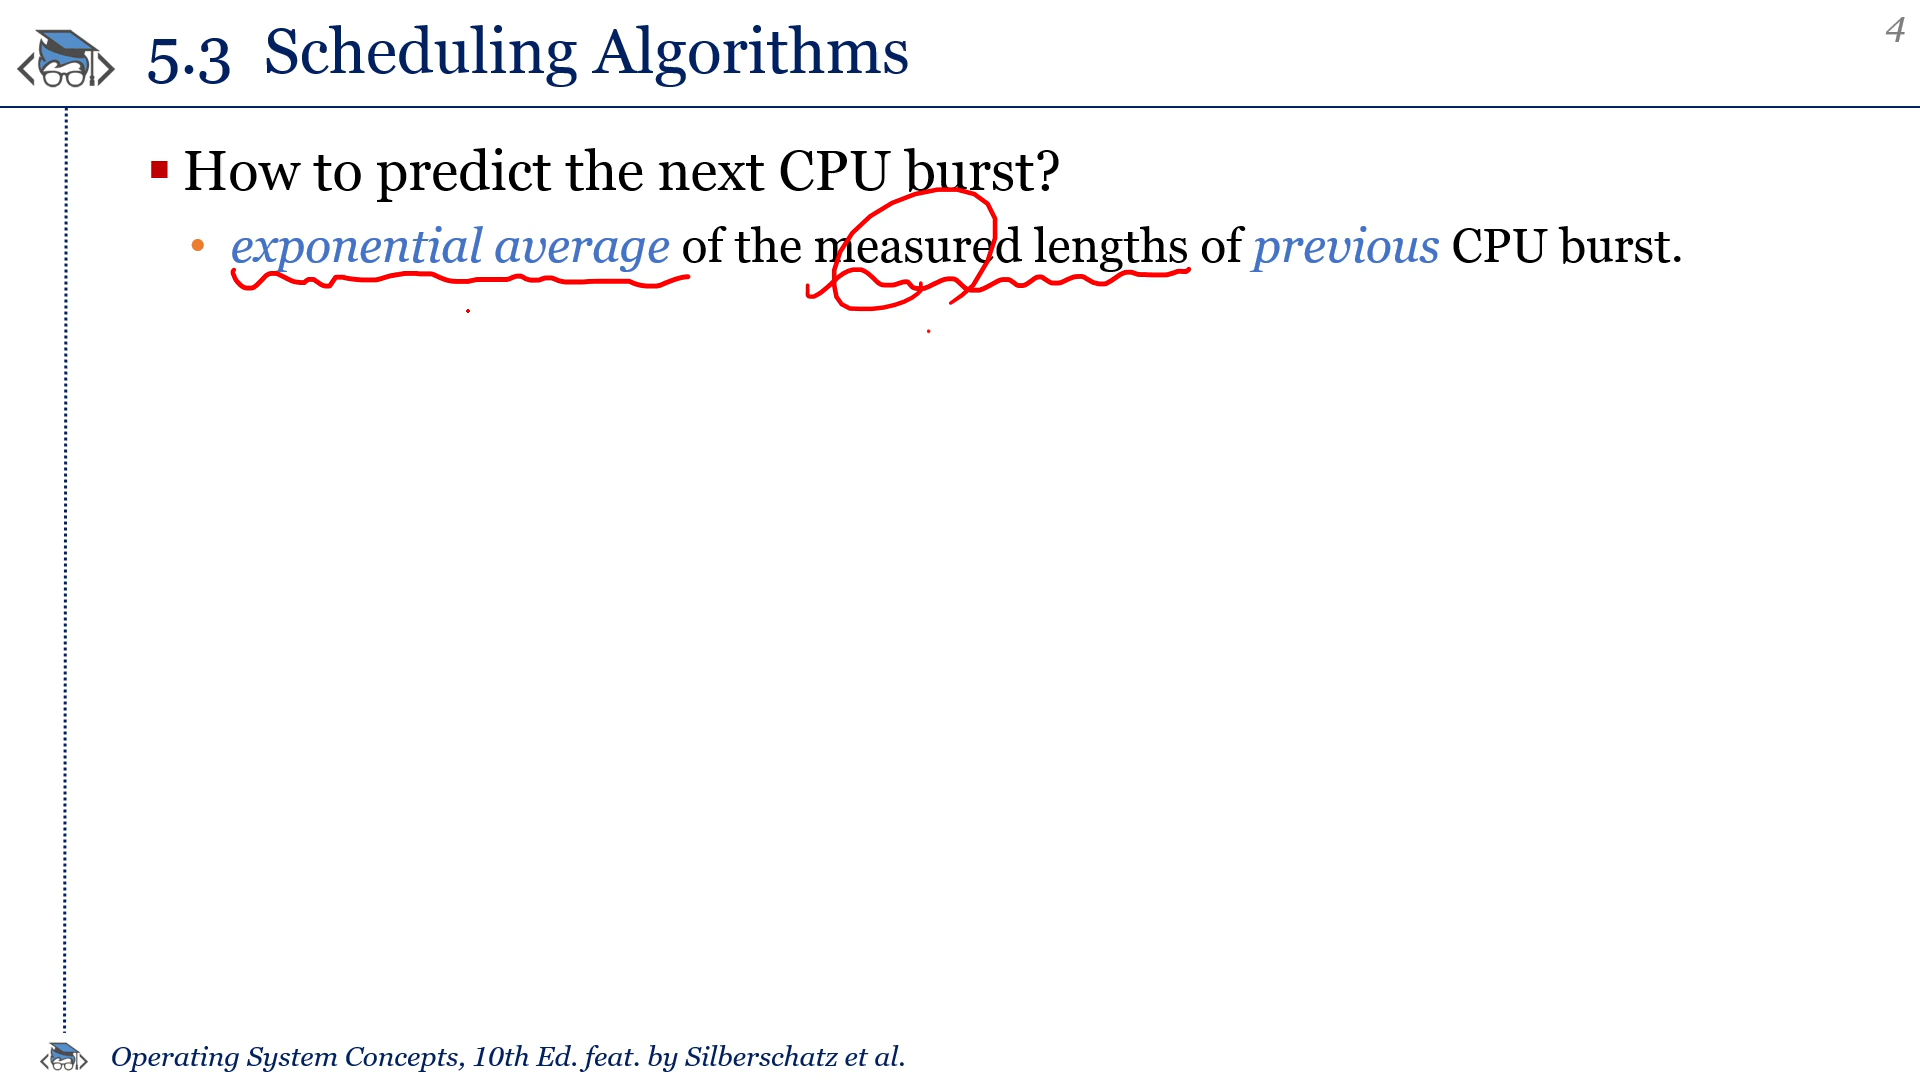 5.3 Scheduling Algorithms
4
How to predict the next CPU burst?
exponential average of the measured lengths of previous CPU burst.
Operating System Concepts, 10th Ed. feat. by Silberschatz et al.